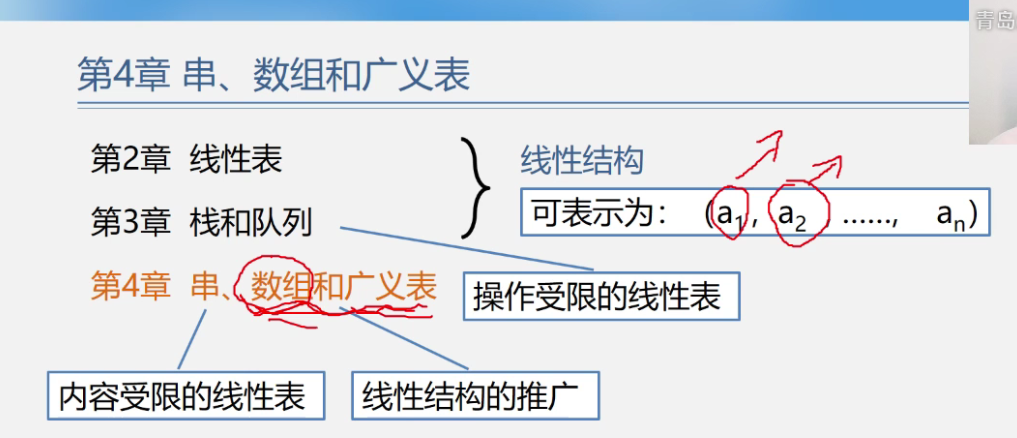 青岛
第4章 串、数组和广义表
第2章 线性表
线性结构
可表示为： （a1, a2 , ……, an）
第3章 栈和队列
第4章 串、数组和广义表
操作受限的线性表
内容受限的线性表
线性结构的推广